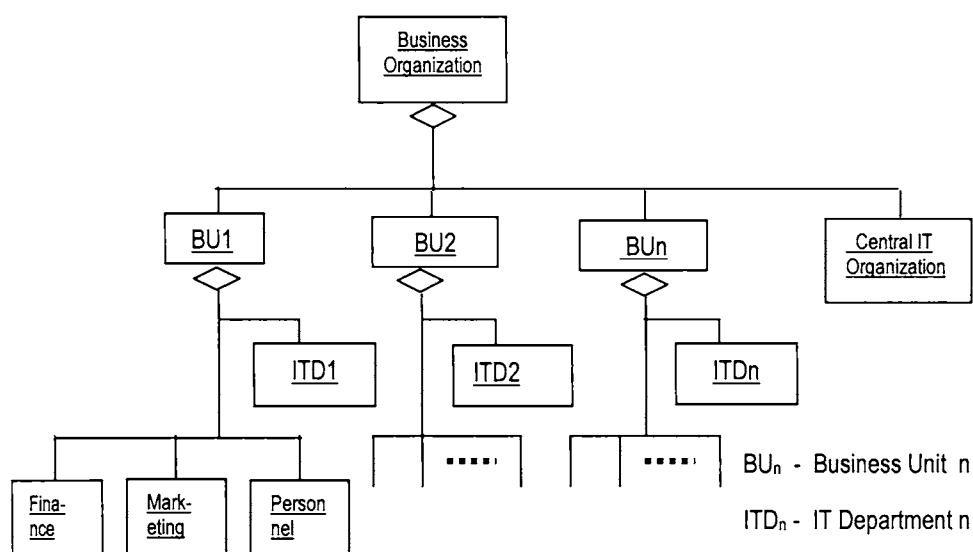 Business
Organization
BU1
BU2
BUn
Central IT
Organization
ITD1
ITD2
ITDn
Fina-
nce
Mark-
eting
Person
nel
BUn - Business Unit n
ITDn - IT Department n